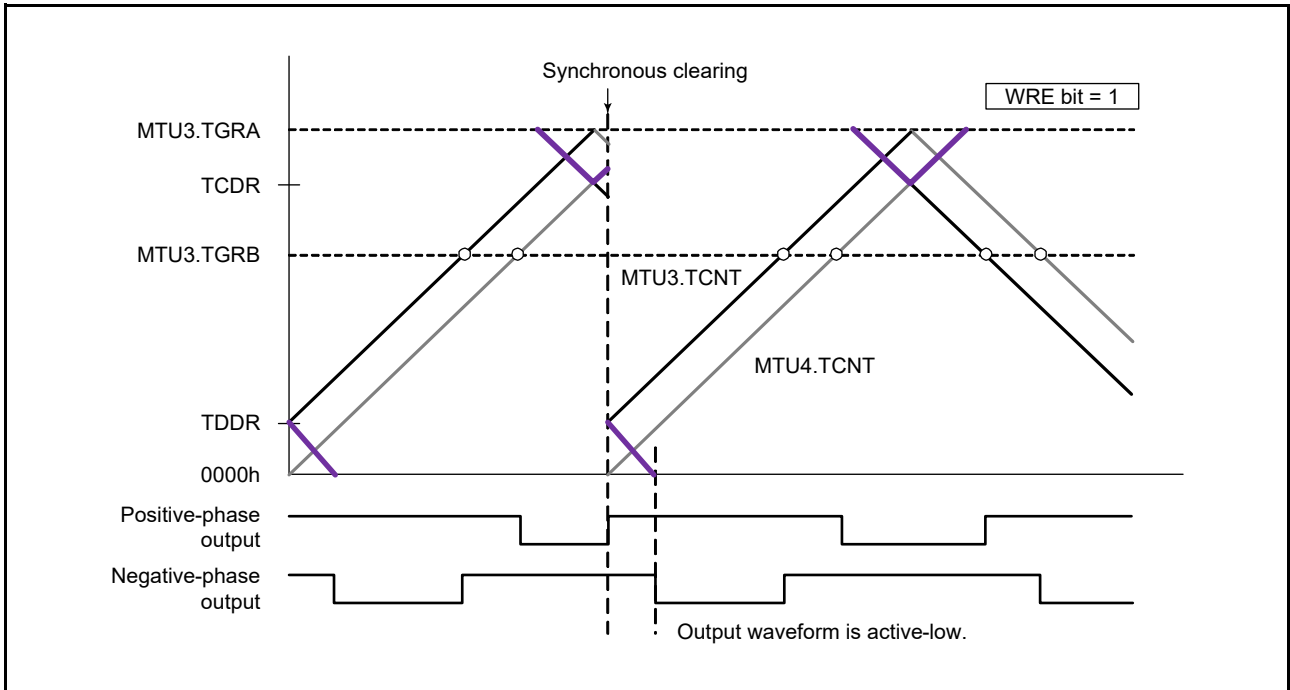 Synchronous clearing
WRE bit = 1
MTU3.TGRA
TCDR
MTU3.TGRB
MTU3.TCNT
MTU4.TCNT
TDDR
0000h
Positive-phase
output
Negative-phase
output
Output waveform is active-low.